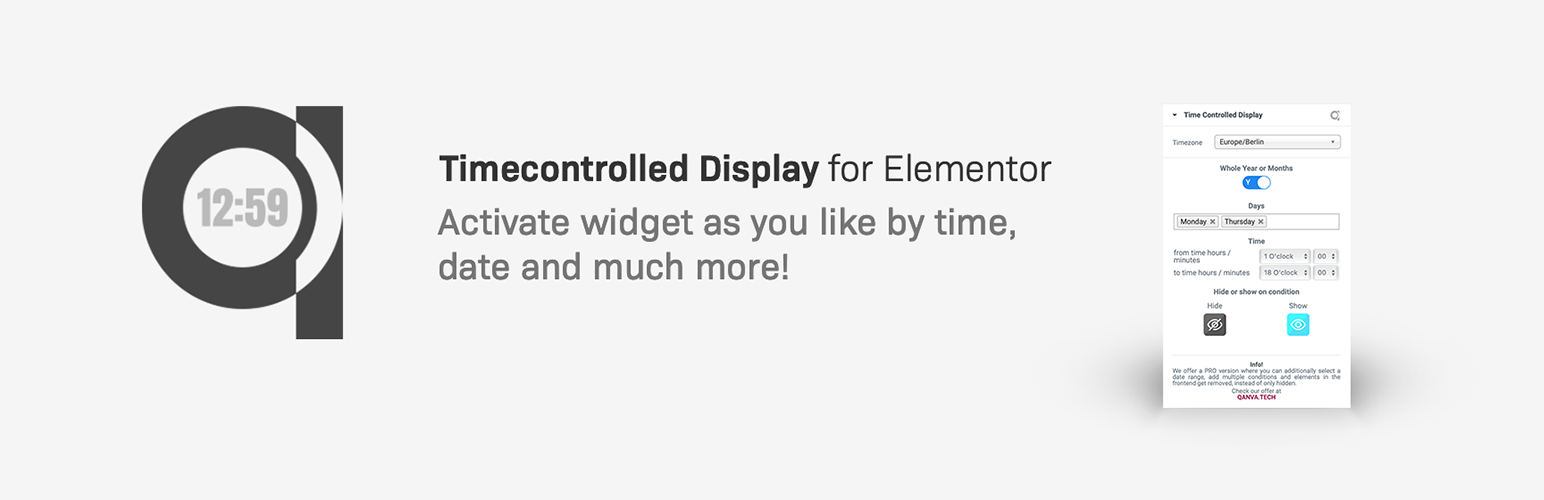 12:59
Timecontrolled Display for Elementor
Activate widget as you like by time,
date and much more!
Time Controlled Display
Timezone Europe/Berlin
Whole Year or Months
Y
Days
Monday × Thursday ×
Time
from time hours / minutes 1 O'clock 00
to time hours / minutes 18 O'clock 00
Hide or show on condition
Hide Show
Info!
We offer a PRO version where you can additionally select a
date range, add multiple conditions and elements in the
frontend get removed, instead of only hidden.
Check our offer at
QANVA.TECH